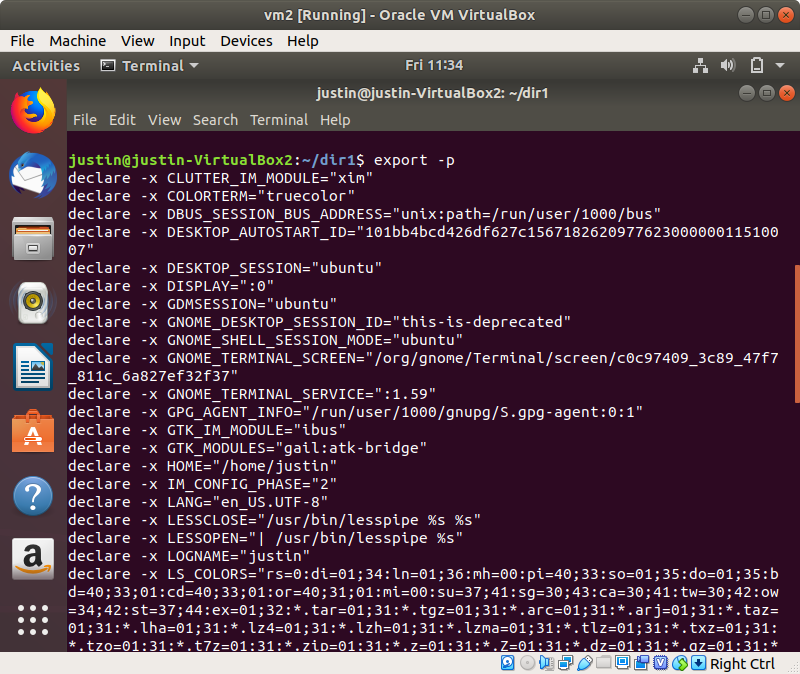 vm2 [Running] - Oracle VM VirtualBox
File Machine View Input Devices Help
Activities Terminal Fri 11:34
justin@justin-VirtualBox2: ~/dir1
File Edit View Search Terminal Help
justin@justin-VirtualBox2:~/dir1$ export -p
declare -x CLUTTER_IM_MODULE="xim"
declare -x COLORTERM="truecolor"
declare -x DBUS_SESSION_BUS_ADDRESS="unix:path=/run/user/1000/bus"
declare -x DESKTOP_AUTOSTART_ID="101bb4bcd426df627c156718262097762300000011510​0
07"
declare -x DESKTOP_SESSION="ubuntu"
declare -x DISPLAY=":0"
declare -x GDMSESSION="ubuntu"
declare -x GNOME_DESKTOP_SESSION_ID="this-is-deprecated"
declare -x GNOME_SHELL_SESSION_MODE="ubuntu"
declare -x GNOME_TERMINAL_SCREEN="/org/gnome/Terminal/screen/c0c97409_3c89_47f7
_811c_6a827ef32f37"
declare -x GNOME_TERMINAL_SERVICE=":1.59"
declare -x GPG_AGENT_INFO="/run/user/1000/gnupg/S.gpg-agent:0:1"
declare -x GTK_IM_MODULE="ibus"
declare -x GTK_MODULES="gail:atk-bridge"
declare -x HOME="/home/justin"
declare -x IM_CONFIG_PHASE="2"
declare -x LANG="en_US.UTF-8"
declare -x LESSCLOSE="/usr/bin/lesspipe %s %s"
declare -x LESSOPEN="| /usr/bin/lesspipe %s"
declare -x LOGNAME="justin"
declare -x LS_COLORS="rs=0:di=01;34:ln=01;36:mh=00:pi=40;33:so=01;35:do=01;35:b
d=40;33;01:cd=40;33;01:or=40;31;01:mi=00:su=37;41:sg=30;43:ca=30;41:tw=30;42:ow
=34;42:st=37;44:ex=01;32:*.tar=01;31:*.tgz=01;31:*.arc=01;31:*.arj=01;31:*.taz=
01;31:*.lha=01;31:*.lz4=01;31:*.lzh=01;31:*.lzma=01;31:*.tlz=01;31:*.txz=01;31:
*.tzo=01;31:*.t7z=01;31:*.zip=01;31:*.z=01;31:*.Z=01;31:*.dz=01;31:*.gz=01;31:*
Right Ctrl